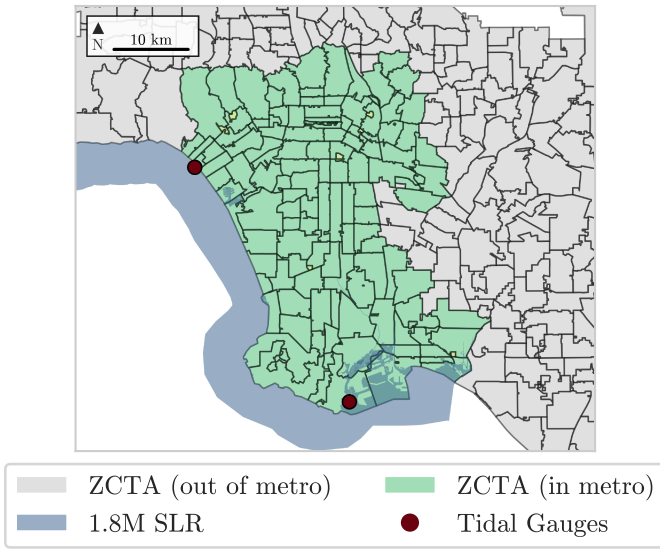 10 km
N
ZCTA (out of metro)
ZCTA (in metro)
1.8M SLR
Tidal Gauges